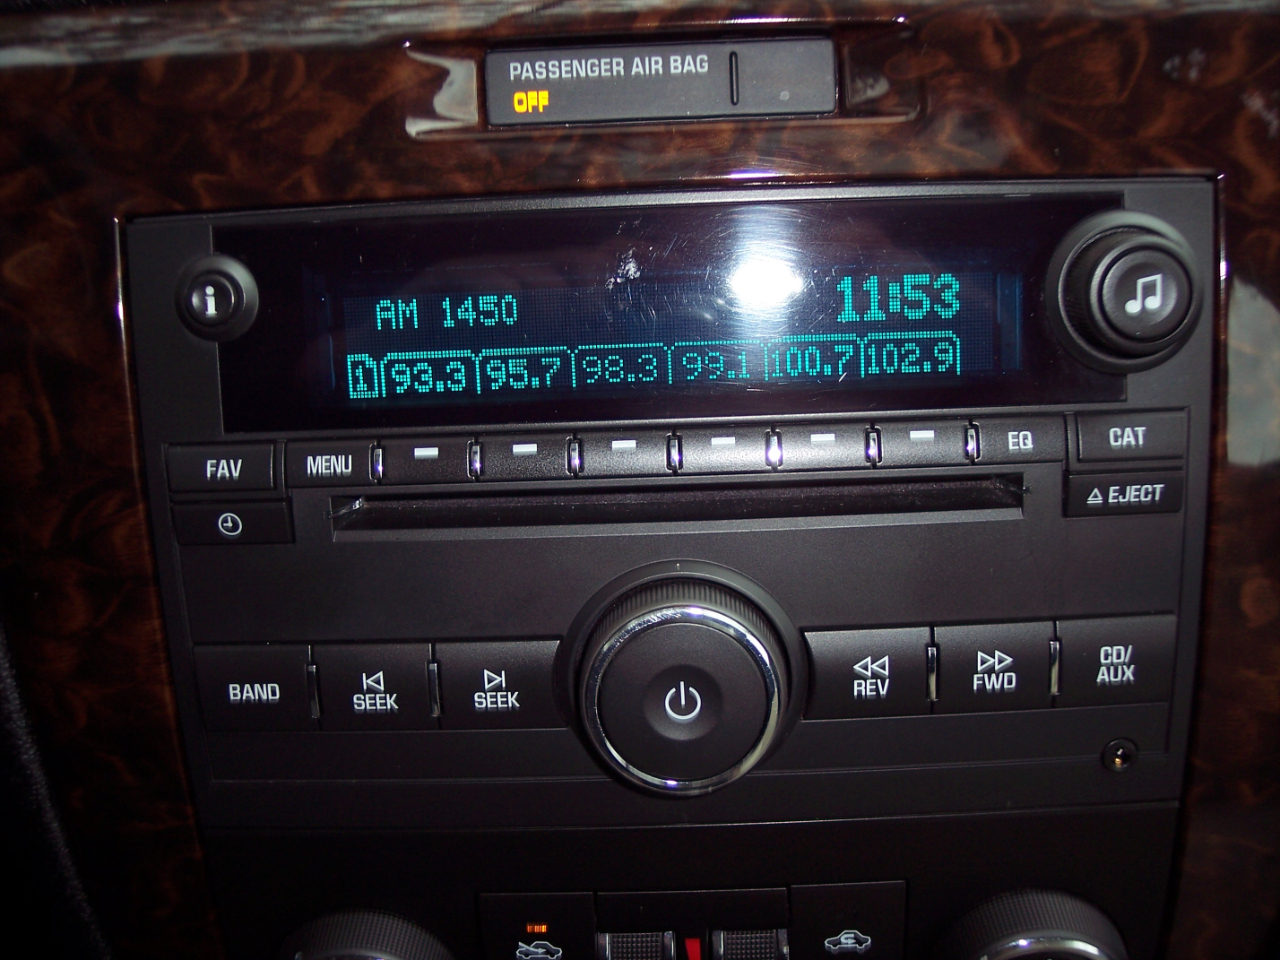 PASSENGER AIR BAG
OFF
i
AM 1450 11:53
1 93.3 95.7 98.3 99.1 100.7 102.9
FAV MENU EQ CAT
EJECT
BAND SEEK SEEK REV FWD CD/AUX